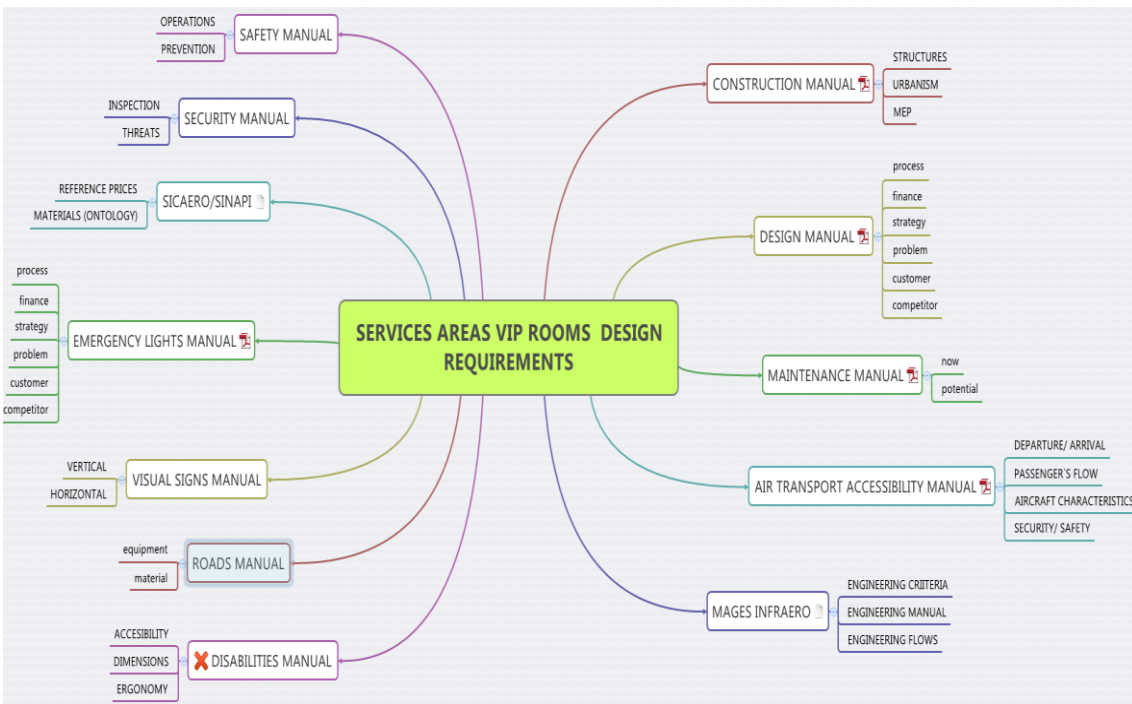 OPERATIONS
PREVENTION
SAFETY MANUAL
INSPECTION
THREATS
SECURITY MANUAL
REFERENCE PRICES
MATERIALS (ONTOLOGY)
SICAERO/SINAPI
process
finance
strategy
problem
customer
competitor
EMERGENCY LIGHTS MANUAL
VERTICAL
HORIZONTAL
VISUAL SIGNS MANUAL
equipment
material
ROADS MANUAL
ACCESIBILITY
DIMENSIONS
ERGONOMY
DISABILITIES MANUAL
SERVICES AREAS VIP ROOMS DESIGN
REQUIREMENTS
CONSTRUCTION MANUAL
STRUCTURES
URBANISM
MEP
DESIGN MANUAL
process
finance
strategy
problem
customer
competitor
MAINTENANCE MANUAL
now
potential
AIR TRANSPORT ACCESSIBILITY MANUAL
DEPARTURE/ ARRIVAL
PASSENGER`S FLOW
AIRCRAFT CHARACTERISTICS
SECURITY/ SAFETY
MAGES INFRAERO
ENGINEERING CRIITERIA
ENGINEERING MANUAL
ENGINEERING FLOWS